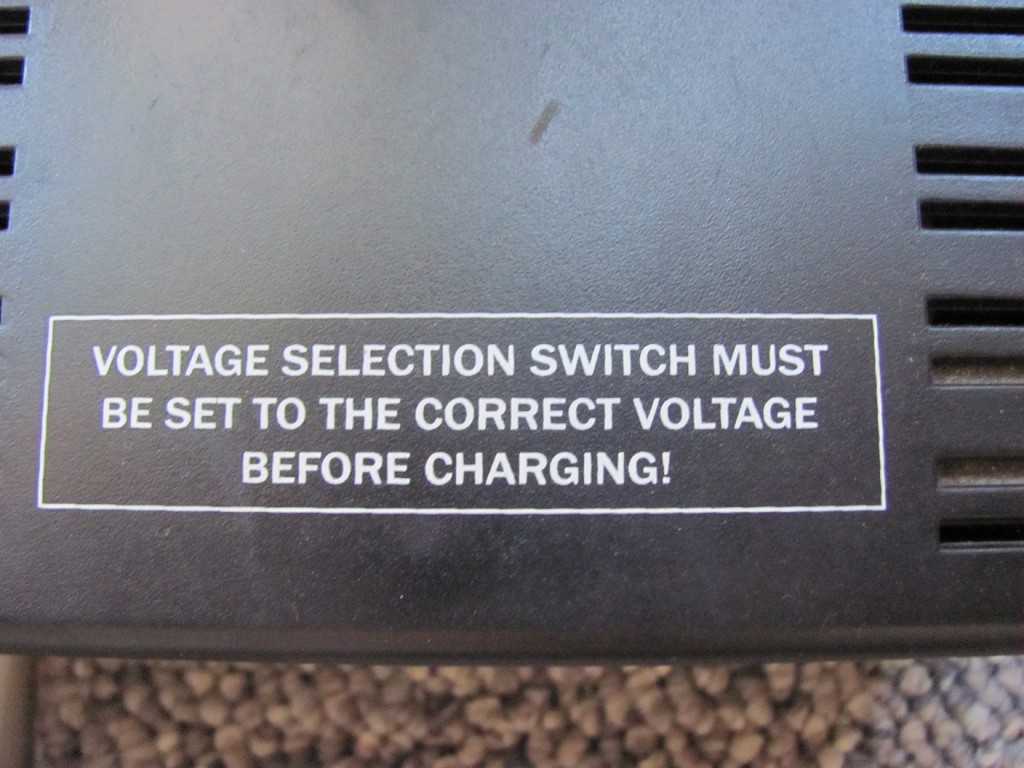 VOLTAGE SELECTION SWITCH MUST
BE SET TO THE CORRECT VOLTAGE
BEFORE CHARGING!